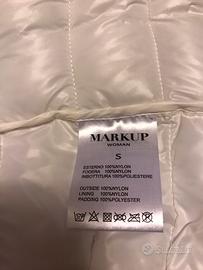 MARKUP
WOMAN
S
ESTERNO 100%NYLON
FODERA 100%NYLON
IMBOTTITURA 100%POLIESTERE
OUTSIDE 100%NYLON
LINING 100%NYLON
PADDING 100%POLYESTER
Subito